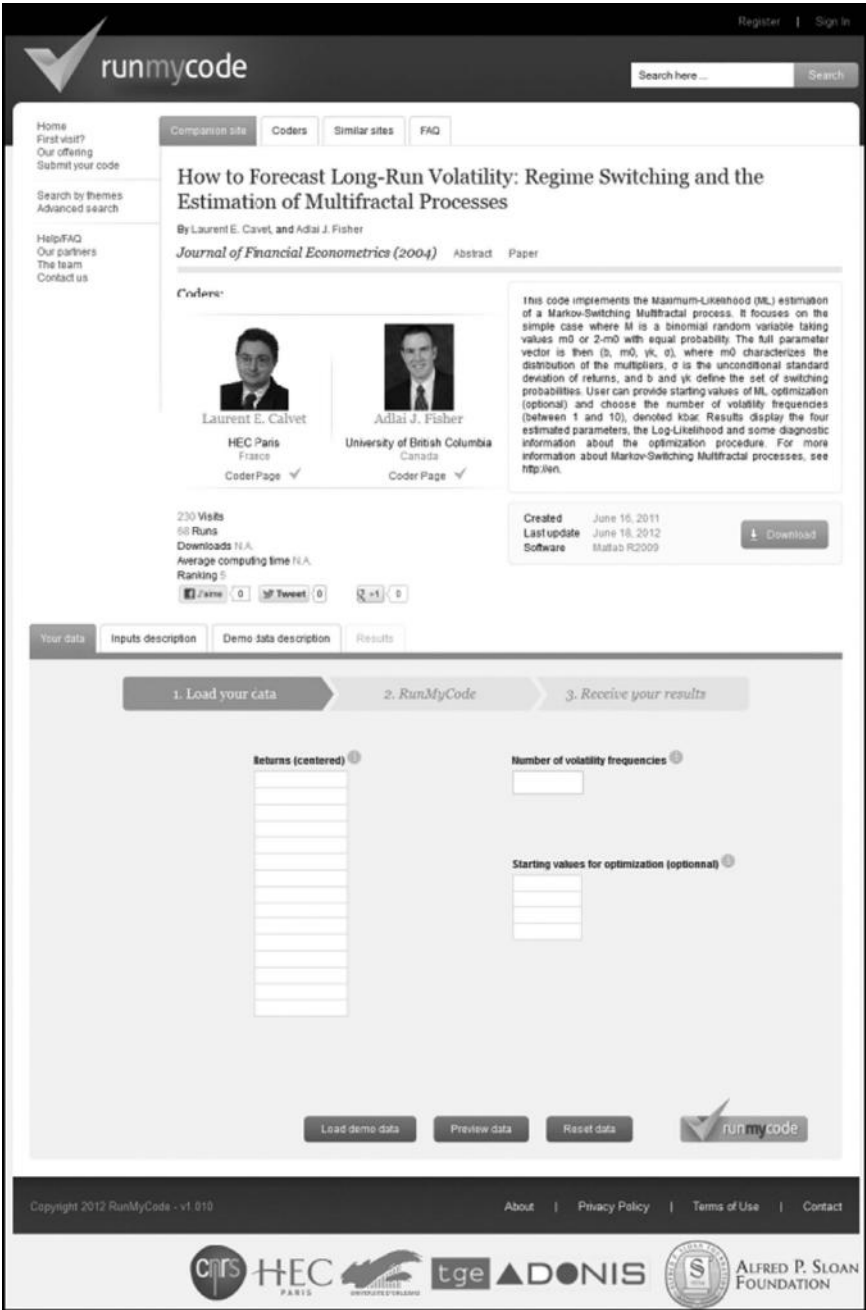 Register | Sign In
runmycode
Search here ... Search
Home
First visit?
Our offering
Submit your code
Search by themes
Advanced search
Help/FAQ
Our partners
The team
Contact us
Companion site Coders Similar sites FAQ
How to Forecast Long-Run Volatility: Regime Switching and the
Estimation of Multifractal Processes
By Laurent E. Cavet, and Adlai J. Fisher
Journal of Financial Econometrics (2004) Abstract Paper
Coders:
Laurent E. Calvet
HEC Paris
France
Coder Page
Adlai J. Fisher
University of British Columbia
Canada
Coder Page
This code implements the Maximum-Likelihood (ML) estimation
of a Markov-Switching Multifractal process. It focuses on the
simple case where M is a binomial random variable taking
values m0 or 2-m0 with equal probability. The full parameter
vector is then (b, m0, γk, σ), where m0 characterizes the
distribution of the multipliers, σ is the unconditional standard
deviation of returns, and b and γk define the set of switching
probabilities. User can provide starting values of ML optimization
(optional) and choose the number of volatility frequencies
(between 1 and 10), denoted kbar. Results display the four
estimated parameters, the Log-Likelihood and some diagnostic
information about the optimization procedure. For more
information about Markov-Switching Multifractal processes, see
http://en.
230 Visits
68 Runs
Downloads N.A.
Average computing time N.A.
Ranking 5
J'aime 0 Tweet 0 +1 0
Created June 16, 2011
Last update June 18, 2012
Software Matlab R2009
Download
Your data Inputs description Demo data description Results
1. Load your data 2. RunMyCode 3. Receive your results
Returns (centered)
Number of volatility frequencies
Starting values for optimization (optionnal)
Load demo data Preview data Reset data runmycode
Copyright 2012 RunMyCode - v1.010 About | Privacy Policy | Terms of Use | Contact
cnrs HEC PARIS UNIVERSITE D'ORLEANS tge ADONIS ALFRED P. SLOAN FOUNDATION